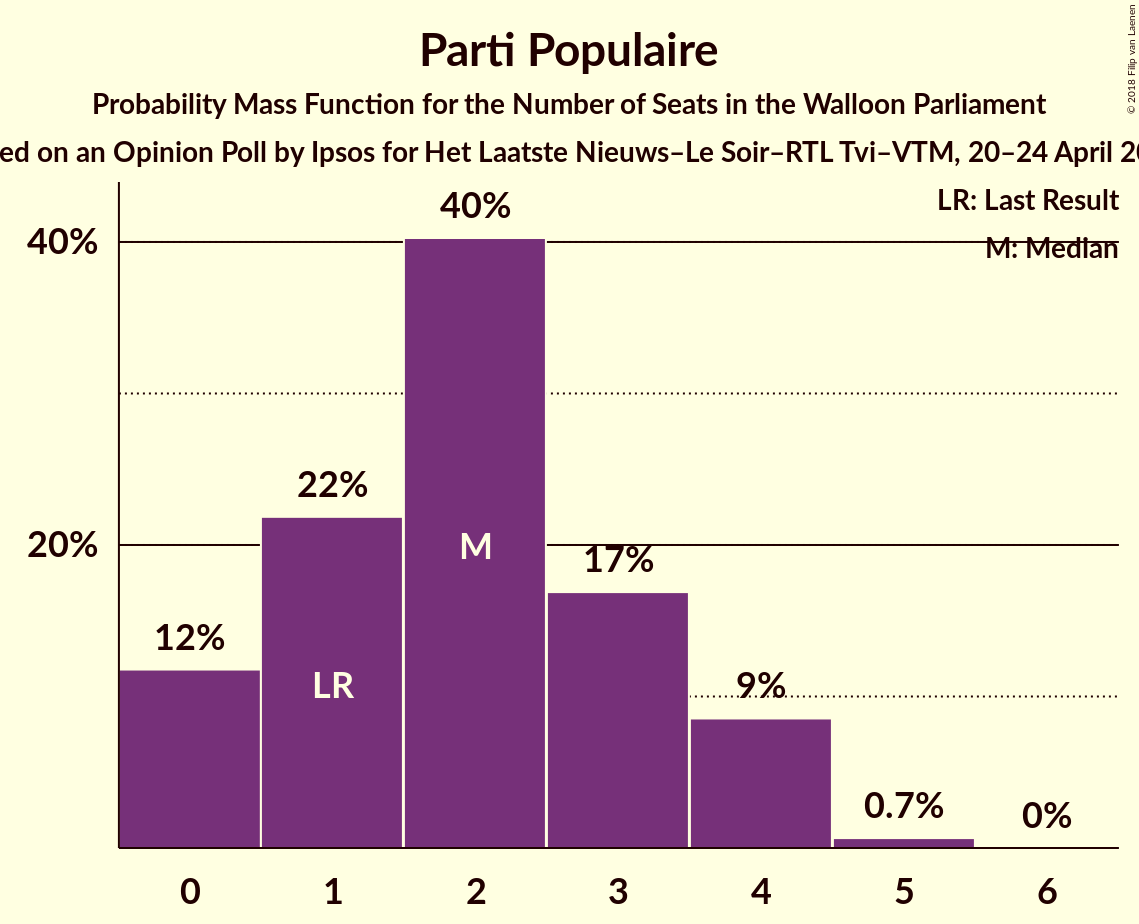 Parti Populaire
Probability Mass Function for the Number of Seats in the Walloon Parliament
on an Opinion Poll by Ipsos for Het Laatste Nieuws–Le Soir–RTL Tvi–VTM, 20–24 April
© 2018 Filip van Laenen
LR: Last Result
M: Median
40%
20%
12%
22%
40%
17%
9%
0.7%
0%
LR
M
0 1 2 3 4 5 6